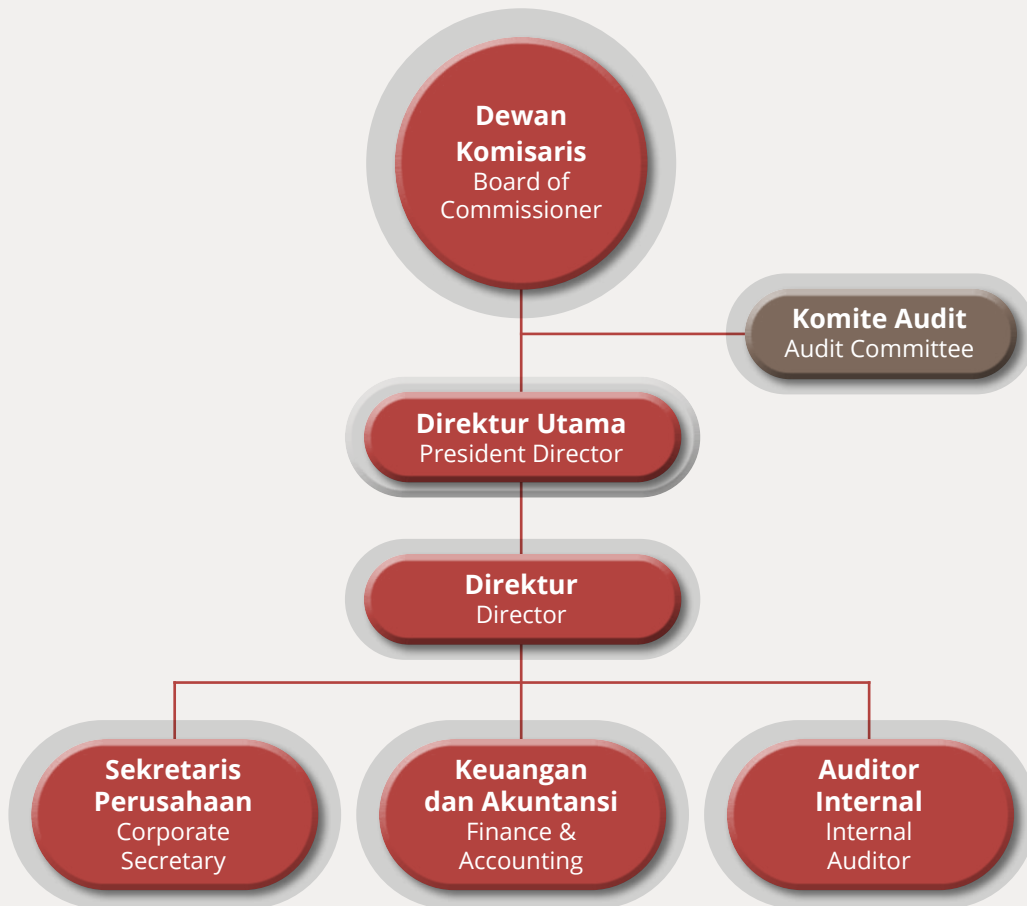 Dewan
Komisaris
Board of
Commissioner
Komite Audit
Audit Committee
Direktur Utama
President Director
Direktur
Director
Sekretaris
Perusahaan
Corporate
Secretary
Keuangan
dan Akuntansi
Finance &
Accounting
Auditor
Internal
Internal
Auditor